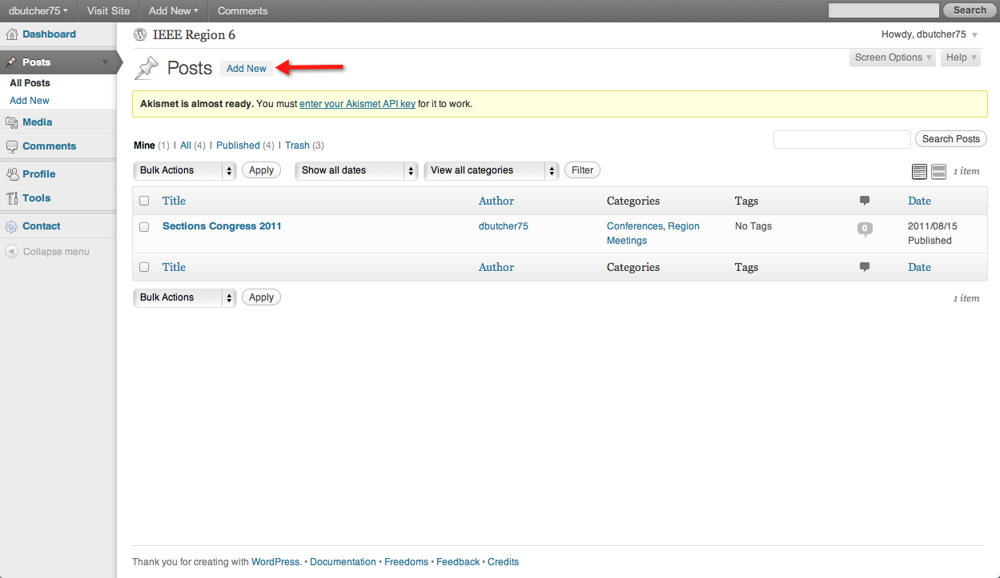 dbutcher75 Visit Site Add New Comments Search
Dashboard
Posts
All Posts
Add New
Media
Comments
Profile
Tools
Contact
Collapse menu
IEEE Region 6 Howdy, dbutcher75
Posts Add New Screen Options Help
Akismet is almost ready. You must enter your Akismet API key for it to work.
Mine (1) | All (4) | Published (4) | Trash (3) Search Posts
Bulk Actions Apply Show all dates View all categories Filter 1 item
Title Author Categories Tags Date
Sections Congress 2011 dbutcher75 Conferences, Region No Tags 0 2011/08/15
Meetings Published
Title Author Categories Tags Date
Bulk Actions Apply 1 item
Thank you for creating with WordPress. • Documentation • Freedoms • Feedback • Credits